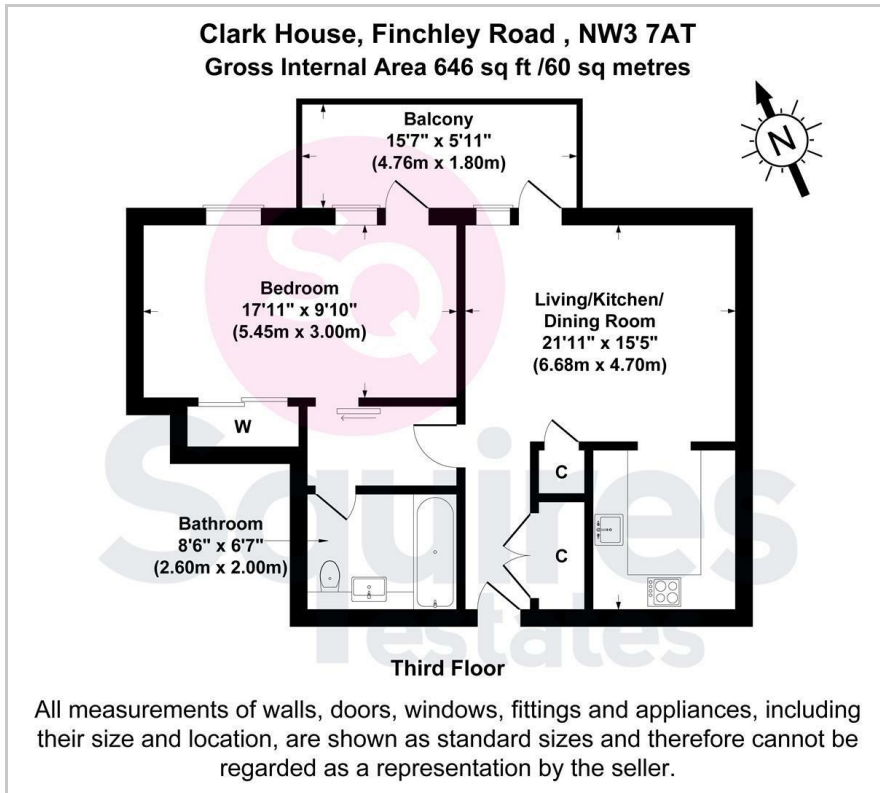 Clark House, Finchley Road , NW3 7AT
Gross Internal Area 646 sq ft /60 sq metres
Balcony
15'7" x 5'11"
(4.76m x 1.80m)
N
SQ
Bedroom
17'11" x 9'10"
(5.45m x 3.00m)
Living/Kitchen/
Dining Room
21'11" x 15'5"
(6.68m x 4.70m)
W
C
Squires
estates
Bathroom
8'6" x 6'7"
(2.60m x 2.00m)
C
Third Floor
All measurements of walls, doors, windows, fittings and appliances, including
their size and location, are shown as standard sizes and therefore cannot be
regarded as a representation by the seller.